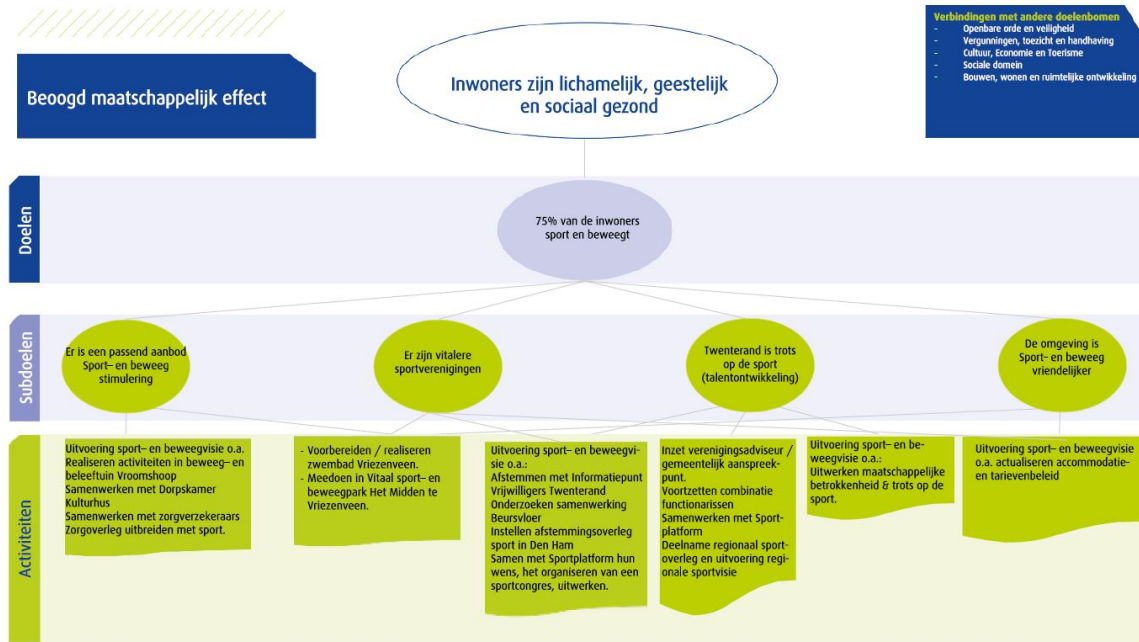 Beoogd maatschappelijk effect
Inwoners zijn lichamelijk, geestelijk
en sociaal gezond
Verbindingen met andere doelenbomen
- Openbare orde en veiligheid
- Vergunningen, toezicht en handhaving
- Cultuur, Economie en Toerisme
- Sociale domein
- Bouwen, wonen en ruimtelijke ontwikkeling
Doelen
75% van de inwoners
sport en beweegt
Subdoelen
Er is een passend aanbod
Sport– en beweeg
stimulering
Er zijn vitalere
sportverenigingen
Twenterand is trots
op de sport
(talentontwikkeling)
De omgeving is
Sport– en beweeg
vriendelijker
Activiteiten
Uitvoering sport– en beweegvisie o.a.
Realiseren activiteiten in beweeg– en
beleeftuin Vroomshoop
Samenwerken met Dorpskamer
Kulturhus
Samenwerken met zorgverzekeraars
Zorgoverleg uitbreiden met sport.
- Voorbereiden / realiseren
zwembad Vriezenveen.
- Meedoen in Vitaal sport– en
beweegpark Het Midden te
Vriezenveen.
Uitvoering sport– en beweegvi-
sie o.a.:
Afstemmen met Informatiepunt
Vrijwilligers Twenterand
Onderzoeken samenwerking
Beursvloer
Instellen afstemmingsoverleg
sport in Den Ham
Samen met Sportplatform hun
wens, het organiseren van een
sportcongres, uitwerken.
Inzet verenigingsadviseur /
gemeentelijk aanspreek-
punt.
Voortzetten combinatie
functionarissen
Samenwerken met Sport-
platform
Deelname regionaal sport-
overleg en uitvoering regi-
onale sportvisie
Uitvoering sport– en be-
weegvisie o.a.:
Uitwerken maatschappelijke
betrokkenheid & trots op de
sport.
Uitvoering sport– en beweegvisie
o.a. actualiseren accommodatie-
en tarievenbeleid